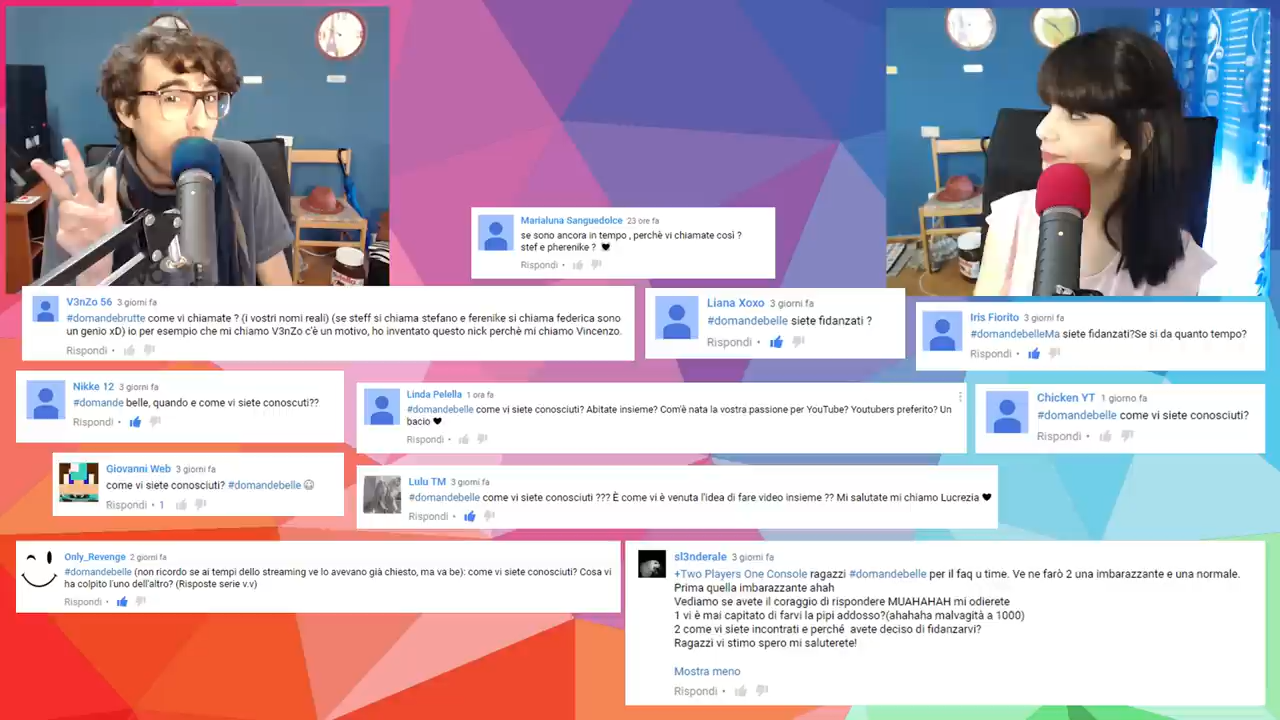 Marialuna Sanguedolce 23 ore fa
se sono ancora in tempo , perchè vi chiamate così ?
stef e pherenike ? 🖤
Rispondi •
V3nZo 56 3 giorni fa
#domandebrutte come vi chiamate ? (i vostri nomi reali) (se steff si chiama stefano e ferenike si chiama federica sono
un genio xD) io per esempio che mi chiamo V3nZo c'è un motivo, ho inventato questo nick perchè mi chiamo Vincenzo.
Rispondi •
Liana Xoxo 3 giorni fa
#domandebelle siete fidanzati ?
Rispondi •
Iris Fiorito 3 giorni fa
#domandebelleMa siete fidanzati?Se si da quanto tempo?
Rispondi •
Nikke 12 3 giorni fa
#domande belle, quando e come vi siete conoscuti??
Rispondi •
Linda Pelella 1 ora fa
#domandebelle come vi siete conosciuti? Abitate insieme? Com'è nata la vostra passione per YouTube? Youtubers preferito? Un
bacio 🖤
Rispondi •
Chicken YT 1 giorno fa
#domandebelle come vi siete conosciuti?
Rispondi •
Giovanni Web 3 giorni fa
come vi siete conosciuti? #domandebelle 😃
Rispondi • 1
Lulu TM 3 giorni fa
#domandebelle come vi siete conosciuti ??? È come vi è venuta l'idea di fare video insieme ?? Mi salutate mi chiamo Lucrezia 🖤
Rispondi •
Only_Revenge 2 giorni fa
#domandebelle (non ricordo se ai tempi dello streaming ve lo avevano già chiesto, ma va be): come vi siete conosciuti? Cosa vi
ha colpito l'uno dell'altro? (Risposte serie v.v)
Rispondi •
sl3nderale 3 giorni fa
+Two Players One Console ragazzi #domandebelle per il faq u time. Ve ne farò 2 una imbarazzante e una normale.
Prima quella imbarazzante ahah
Vediamo se avete il coraggio di rispondere MUAHAHAH mi odierete
1 vi è mai capitato di farvi la pipi addosso?(ahahaha malvagità a 1000)
2 come vi siete incontrati e perché avete deciso di fidanzarvi?
Ragazzi vi stimo spero mi saluterete!
Mostra meno
Rispondi •